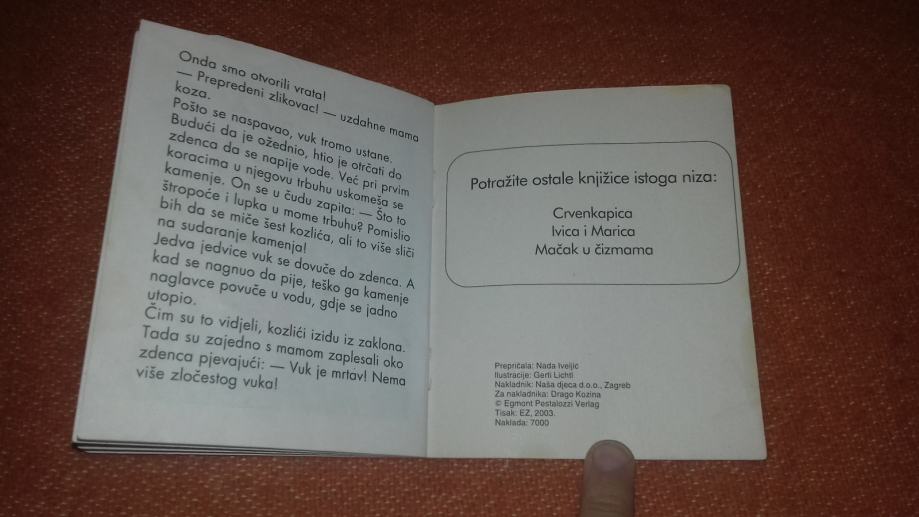 Onda smo otvorili vrata!
— Prepredeni zlikovac! — uzdahne mama
koza.
Pošto se naspavao, vuk tromo ustane.
Budući da je ožednio, htio je otrčati do
zdenca da se napije vode. Već pri prvim
koracima u njegovu trbuhu uskomeša se
kamenje. On se u čudu zapita: — Što to
štropoće i lupka u mome trbuhu? Pomislio
bih da se miče šest kozlića, ali to više sliči
na sudaranje kamenja!
Jedva jedvice vuk se dovuče do zdenca. A
kad se nagnuo da pije, teško ga kamenje
naglavce povuče u vodu, gdje se jadno
utopio.
Čim su to vidjeli, kozlići iziđu iz zaklona.
Tada su zajedno s mamom zaplesali oko
zdenca pjevajući: — Vuk je mrtav! Nema
više zločestog vuka!
Potražite ostale knjižice istoga niza:
Crvenkapica
Ivica i Marica
Mačak u čizmama
Prepričala: Nada Iveljić
Ilustracije: Gerti Lichtl
Nakladnik: Naša djeca d.o.o., Zagreb
Za nakladnika: Drago Kozina
© Egmont Pestalozzi Verlag
Tisak: EZ, 2003.
Naklada: 7000